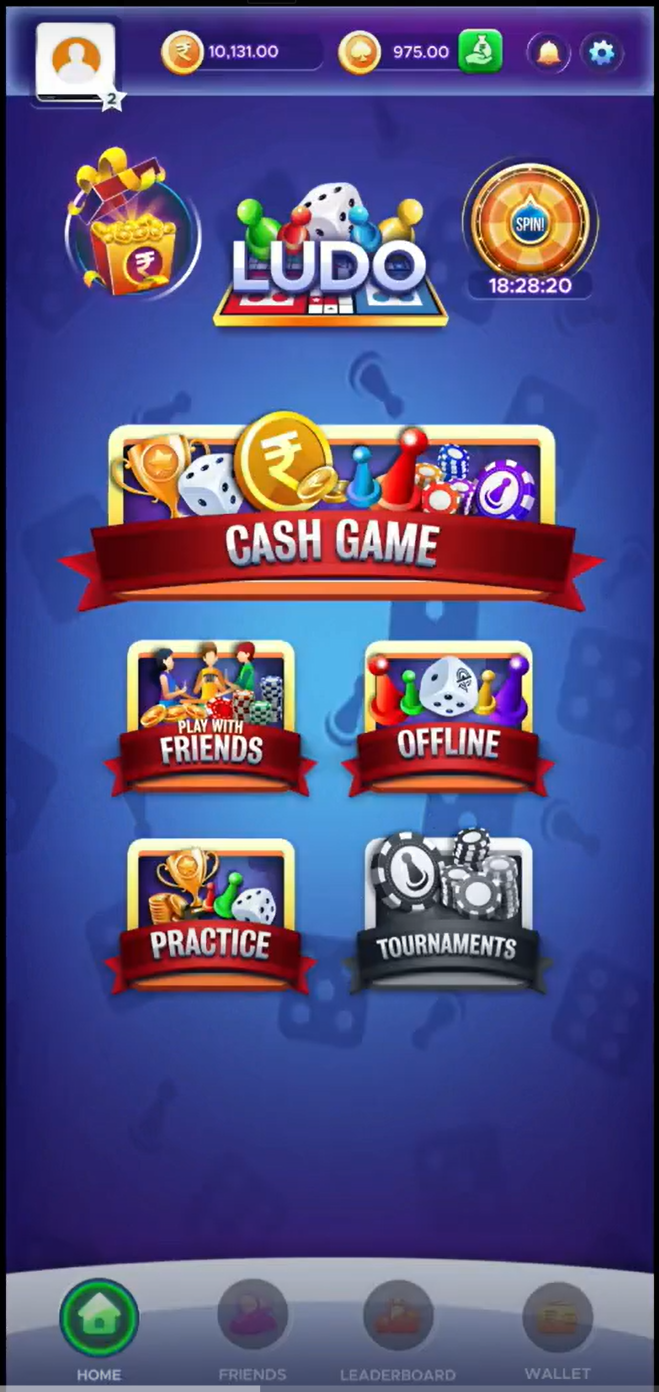 ₹ 10,131.00
975.00 ₹
2
₹
LUDO
SPIN!
18:28:20
₹
CASH GAME
PLAY WITH
FRIENDS
OFFLINE
PRACTICE
TOURNAMENTS
HOME
FRIENDS
LEADERBOARD
WALLET